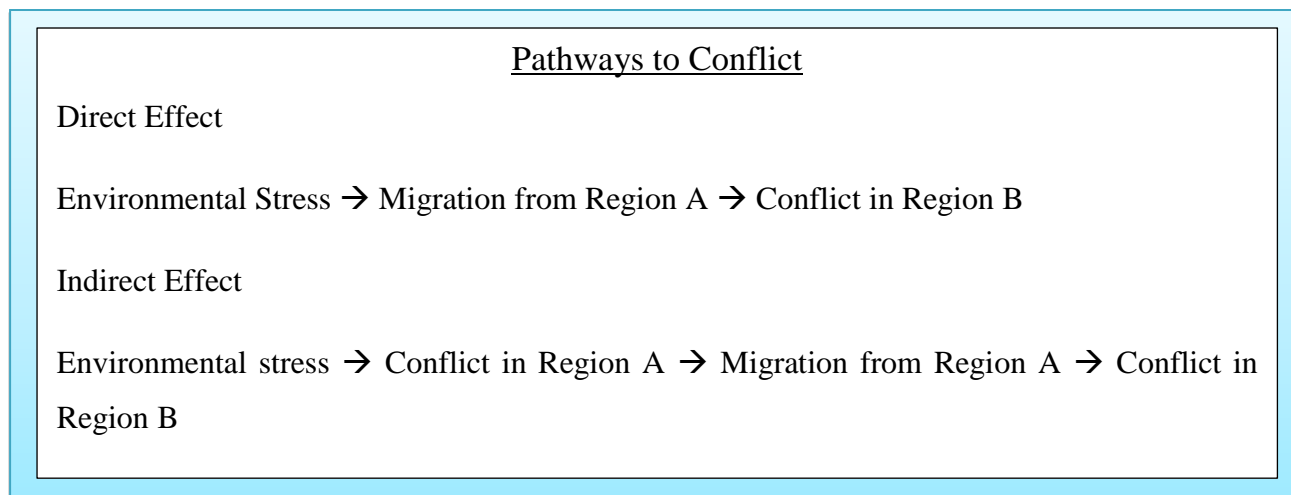 Pathways to Conflict
Direct Effect
Environmental Stress → Migration from Region A → Conflict in Region B
Indirect Effect
Environmental stress → Conflict in Region A → Migration from Region A → Conflict in
Region B